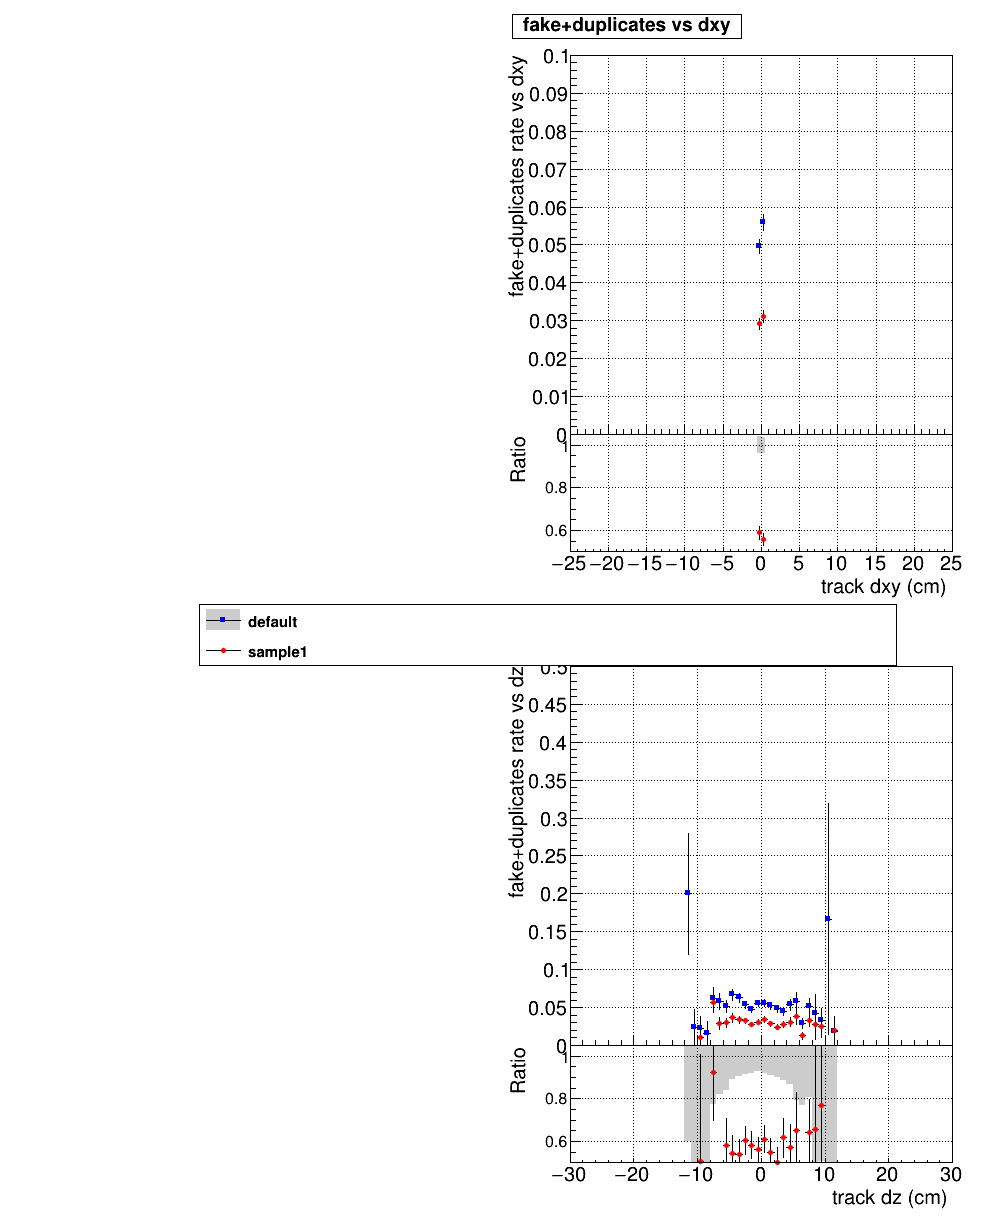 fake+duplicates vs dxy
fake+duplicates rate vs dxy
0.1
0.09
0.08
0.07
0.06
0.05
0.04
0.03
0.02
0.01
0
Ratio
1
0.8
0.6
−25 −20 −15 −10 −5 0 5 10 15 20 25
track dxy (cm)
default
sample1
fake+duplicates rate vs dz
0.5
0.45
0.4
0.35
0.3
0.25
0.2
0.15
0.1
0.05
0
Ratio
1
0.8
0.6
−30 −20 −10 0 10 20 30
track dz (cm)